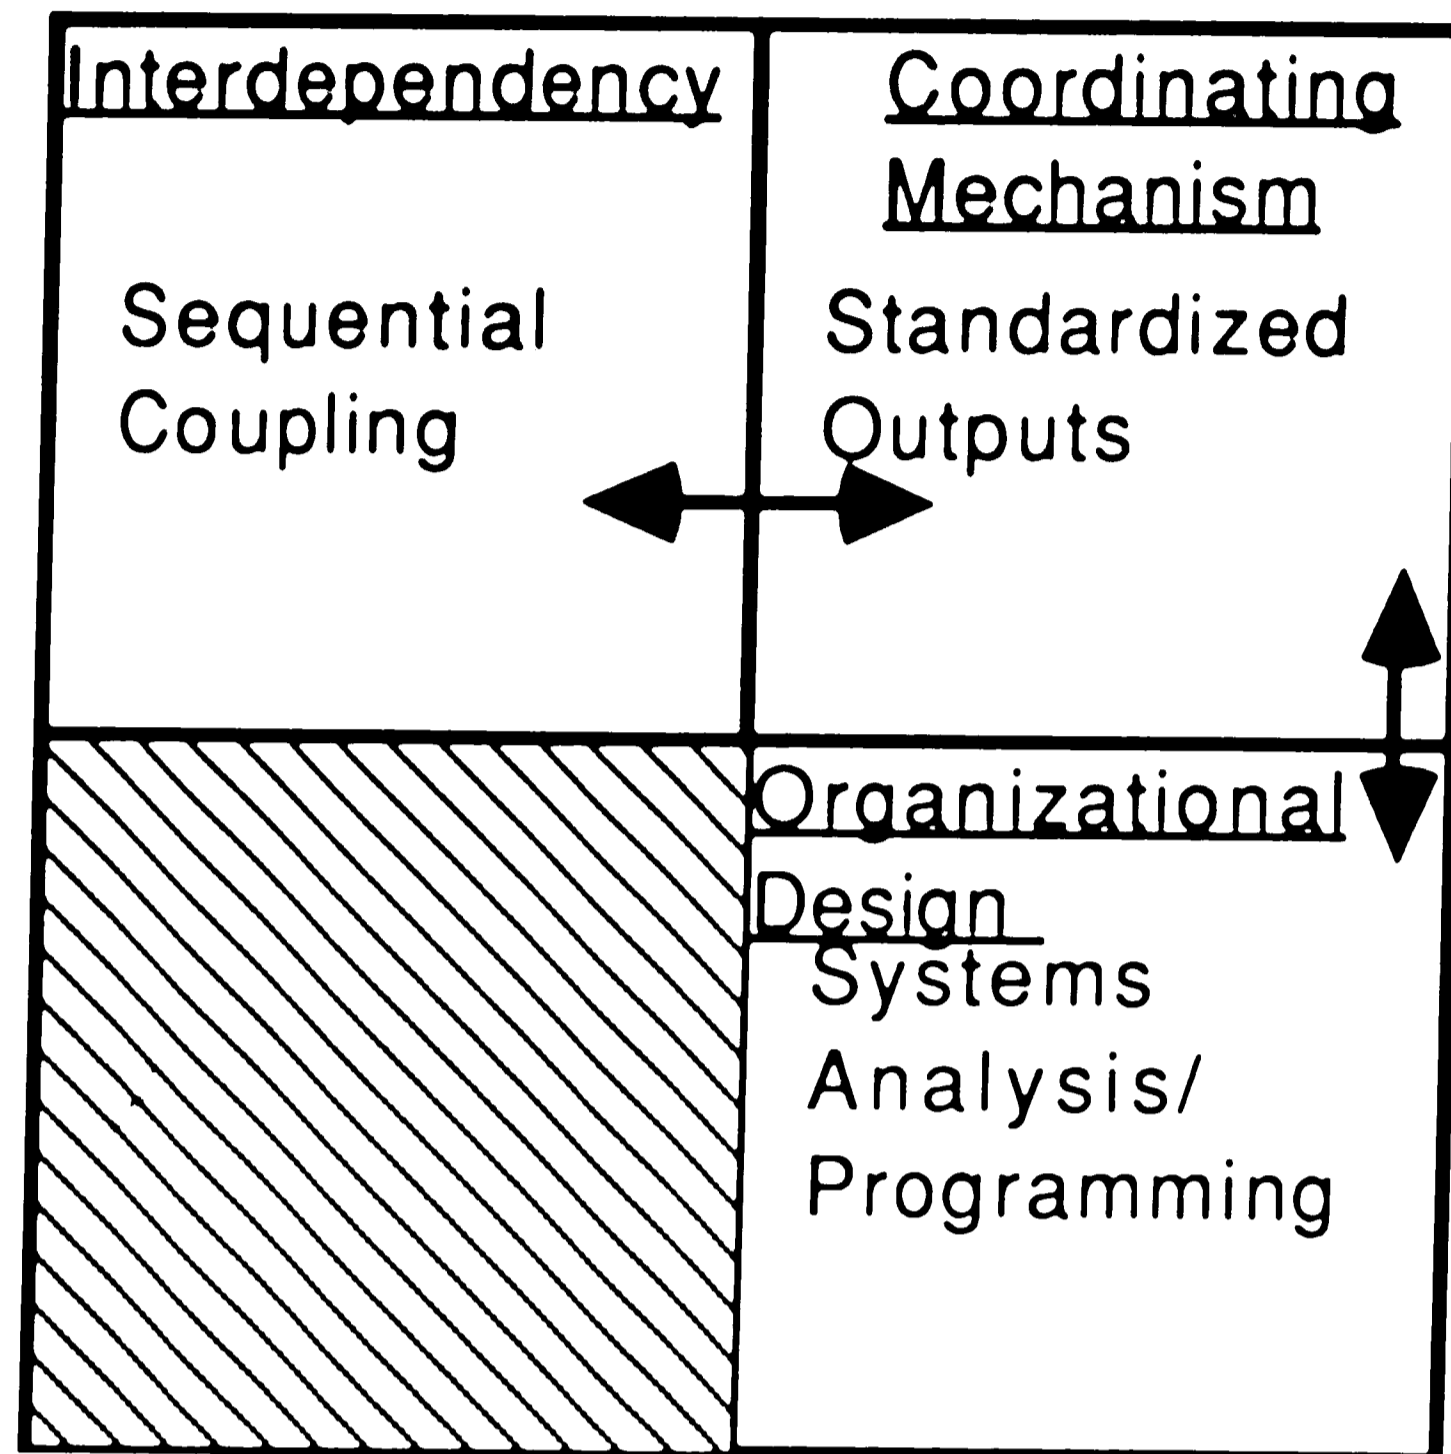 Interdependency
Sequential
Coupling
Coordinating
Mechanism
Standardized
Outputs
Organizational
Design
Systems
Analysis/
Programming